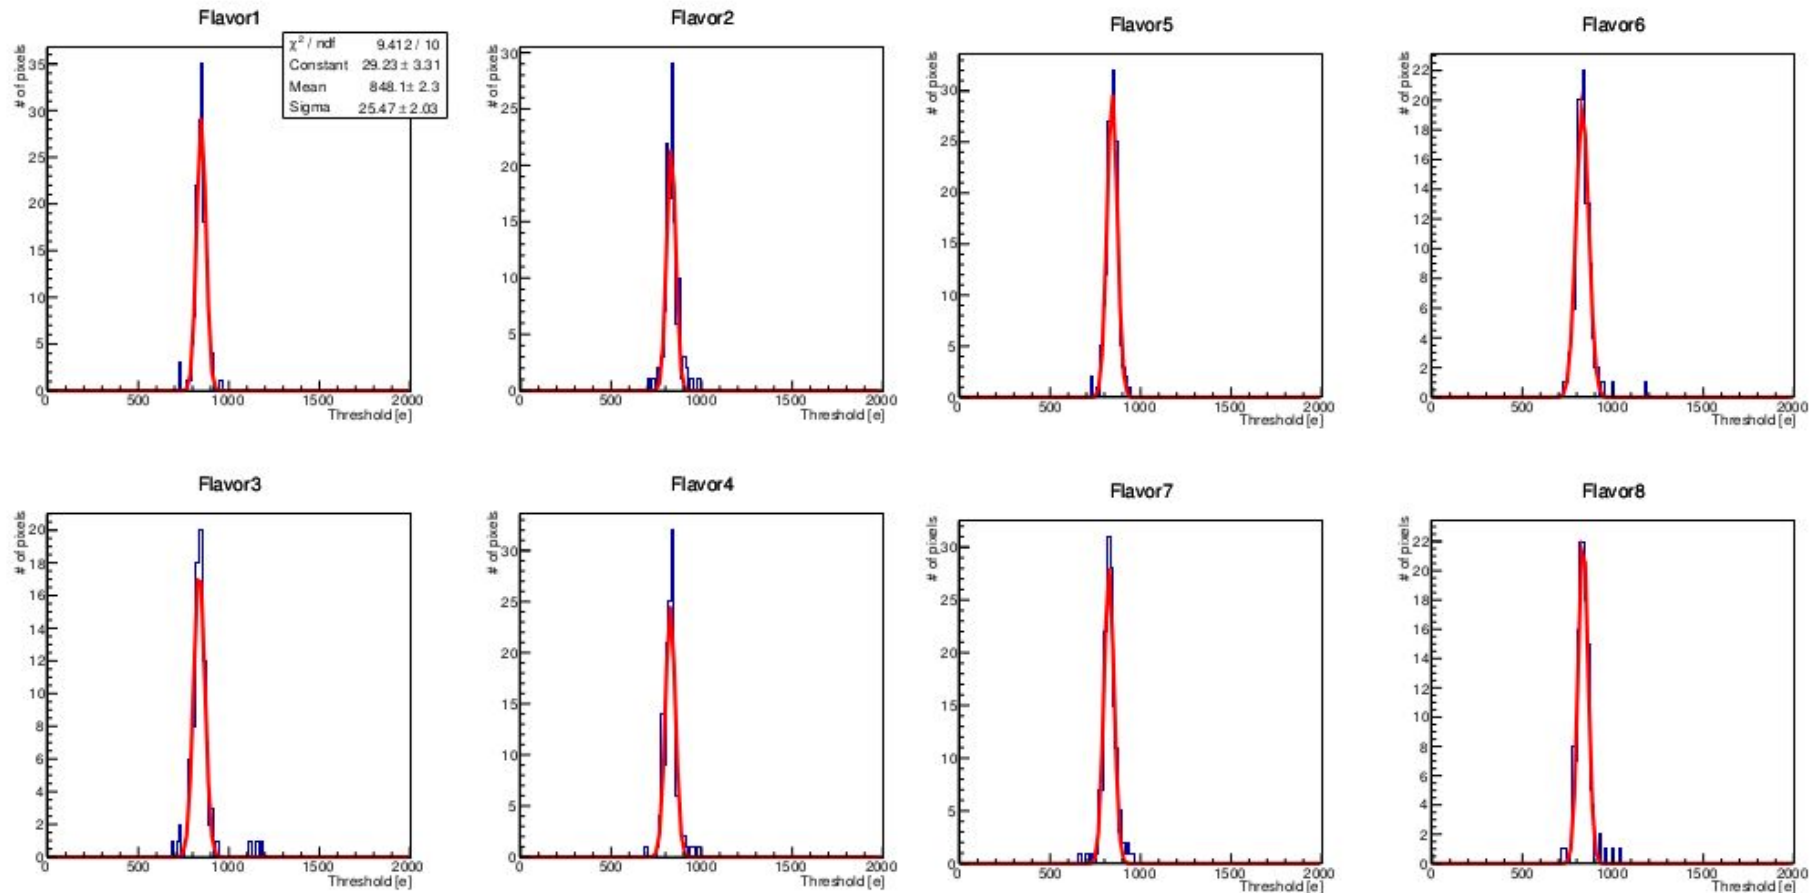 Flavor1
χ² / ndf 9.412 / 10
Constant 29.23 ± 3.31
Mean 848.1 ± 2.3
Sigma 25.47 ± 2.03
# of pixels
35
30
25
20
15
10
5
0
0 500 1000 1500 2000
Threshold [e]
Flavor2
# of pixels
30
25
20
15
10
5
0
0 500 1000 1500 2000
Threshold [e]
Flavor5
# of pixels
30
25
20
15
10
5
0
0 500 1000 1500 2000
Threshold [e]
Flavor6
# of pixels
22
20
18
16
14
12
10
8
6
4
2
0
0 500 1000 1500 2000
Threshold [e]
Flavor3
# of pixels
20
18
16
14
12
10
8
6
4
2
0
0 500 1000 1500 2000
Threshold [e]
Flavor4
# of pixels
30
25
20
15
10
5
0
0 500 1000 1500 2000
Threshold [e]
Flavor7
# of pixels
30
25
20
15
10
5
0
0 500 1000 1500 2000
Threshold [e]
Flavor8
# of pixels
22
20
18
16
14
12
10
8
6
4
2
0
0 500 1000 1500 2000
Threshold [e]